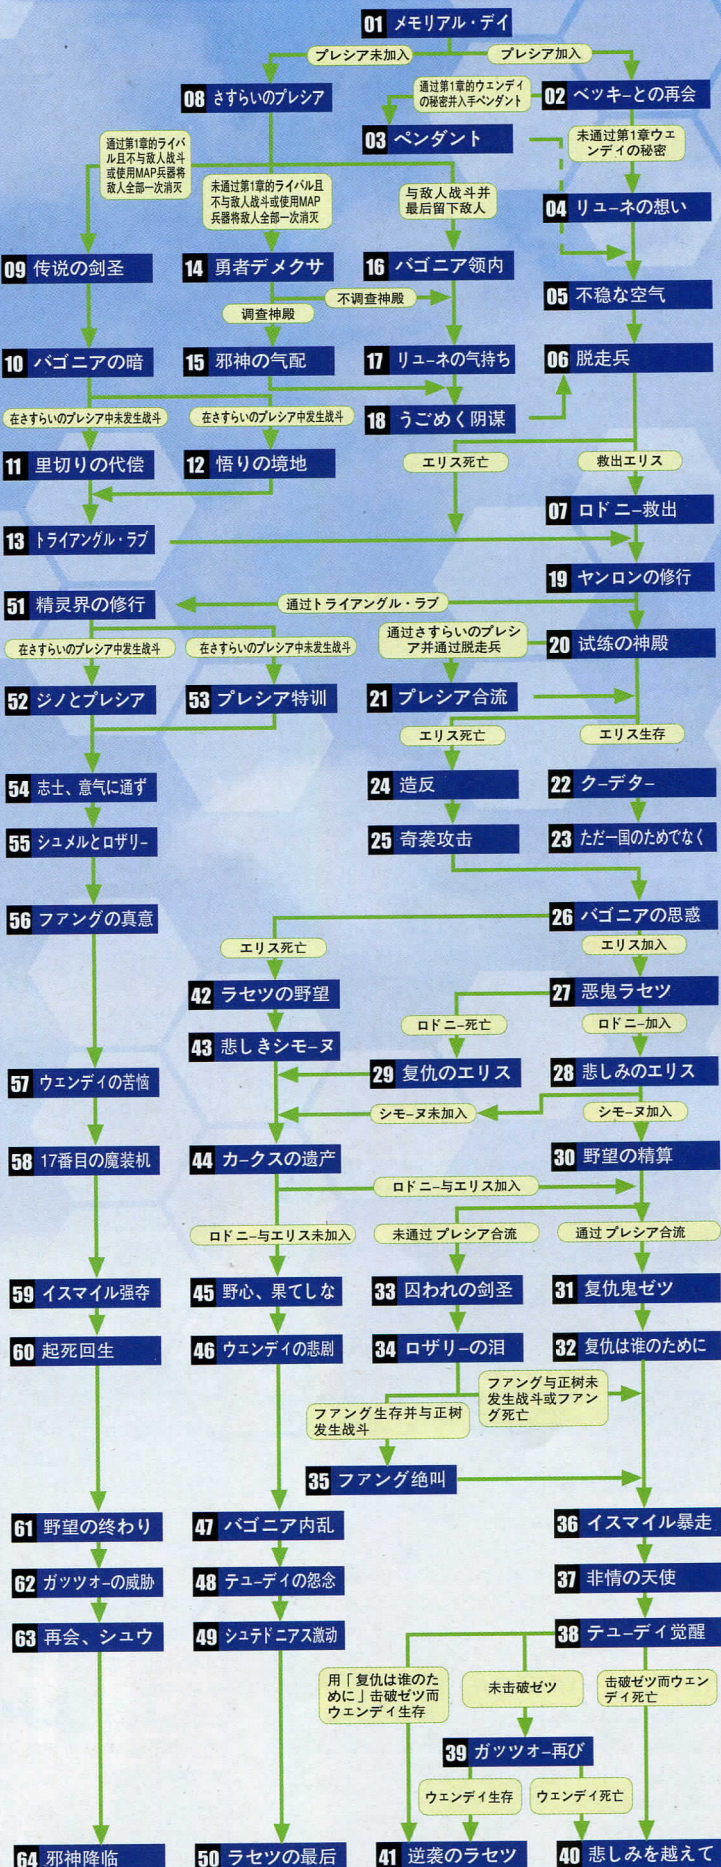 01 メモリアル・デイ
プレシア未加入
プレシア加入
08 さすらいのプレシア
通过第1章的ウェンディ
の秘密并入手ペンダント
02 ベッキーとの再会
03 ペンダント
未通过第1章ウェ
ンディの秘密
通过第1章的ライバ
ル且不与敌人战斗
或使用MAP兵器将
敌人全部一次消灭
未通过第1章的ライバル且
不与敌人战斗或使用MAP
兵器将敌人全部一次消灭
与敌人战斗并
最后留下敌人
04 リューネの想い
09 传说の剑圣
14 勇者デメクサ
16 バゴニア领内
05 不稳な空气
调查神殿
不调查神殿
10 バゴニアの暗
15 邪神の气配
17 リューネの气持ち
06 脱走兵
在さすらいのプレシア中未发生战斗
在さすらいのプレシア中发生战斗
18 うごめく阴谋
11 里切りの代偿
12 悟りの境地
エリス死亡
救出エリス
07 ロドニー救出
13 トライアングル・ラブ
19 ヤンロンの修行
51 精灵界の修行
通过トライアングル・ラブ
在さすらいのプレシア中发生战斗
在さすらいのプレシア中未发生战斗
通过さすらいのプレシ
ア并通过脱走兵
20 试练の神殿
52 ジノとプレシア
53 プレシア特训
21 プレシア合流
エリス死亡
エリス生存
54 志士、意气に通ず
24 造反
22 クーデター
55 シュメルとロザリー
25 奇袭攻击
23 ただ一国のためでなく
56 ファングの真意
26 バゴニアの思惑
エリス死亡
エリス加入
42 ラセツの野望
27 恶鬼ラセツ
ロドニー死亡
ロドニー加入
43 悲しきシモーヌ
57 ウェンディの苦恼
29 复仇のエリス
28 悲しみのエリス
シモーヌ未加入
シモーヌ加入
58 17番目の魔装机
44 カークスの遗产
30 野望の精算
ロドニー与エリス加入
ロドニー与エリス未加入
未通过プレシア合流
通过プレシア合流
59 イスマイル强夺
45 野心、果てしな
33 囚われの剑圣
31 复仇鬼ゼツ
60 起死回生
46 ウェンディの悲剧
34 ロザリーの泪
32 复仇は谁のために
ファング生存并与正树
发生战斗
ファング与正树未
发生战斗或ファン
グ死亡
35 ファング绝叫
61 野望の终わり
47 バゴニア内乱
36 イスマイル暴走
62 ガッツォーの威胁
48 テューディの怨念
37 非情の天使
63 再会、シュウ
49 シュテドニアス激动
38 テューディ觉醒
用「复仇は谁のた
めに」击破ゼツ而
ウェンディ生存
未击破ゼツ
击破ゼツ而ウェン
ディ死亡
39 ガッツォー再び
ウェンディ生存
ウェンディ死亡
64 邪神降临
50 ラセツの最后
41 逆袭のラセツ
40 悲しみを越えて